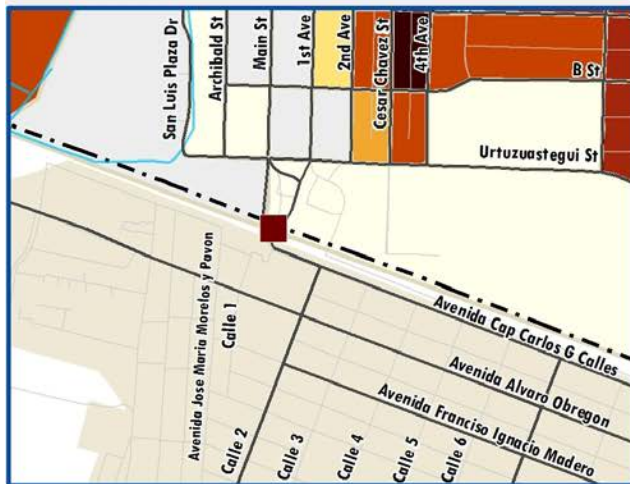 San Luis Plaza Dr
Archibald St
Main St
1st Ave
2nd Ave
Cesar Chavez St
4th Ave
B St
Urtuzuastegui St
Avenida Cap Carlos G Calles
Avenida Alvaro Obregon
Avenida Franciso Ignacio Madero
Avenida Jose Maria Morelos y Pavon
Calle 1
Calle 2
Calle 3
Calle 4
Calle 5
Calle 6